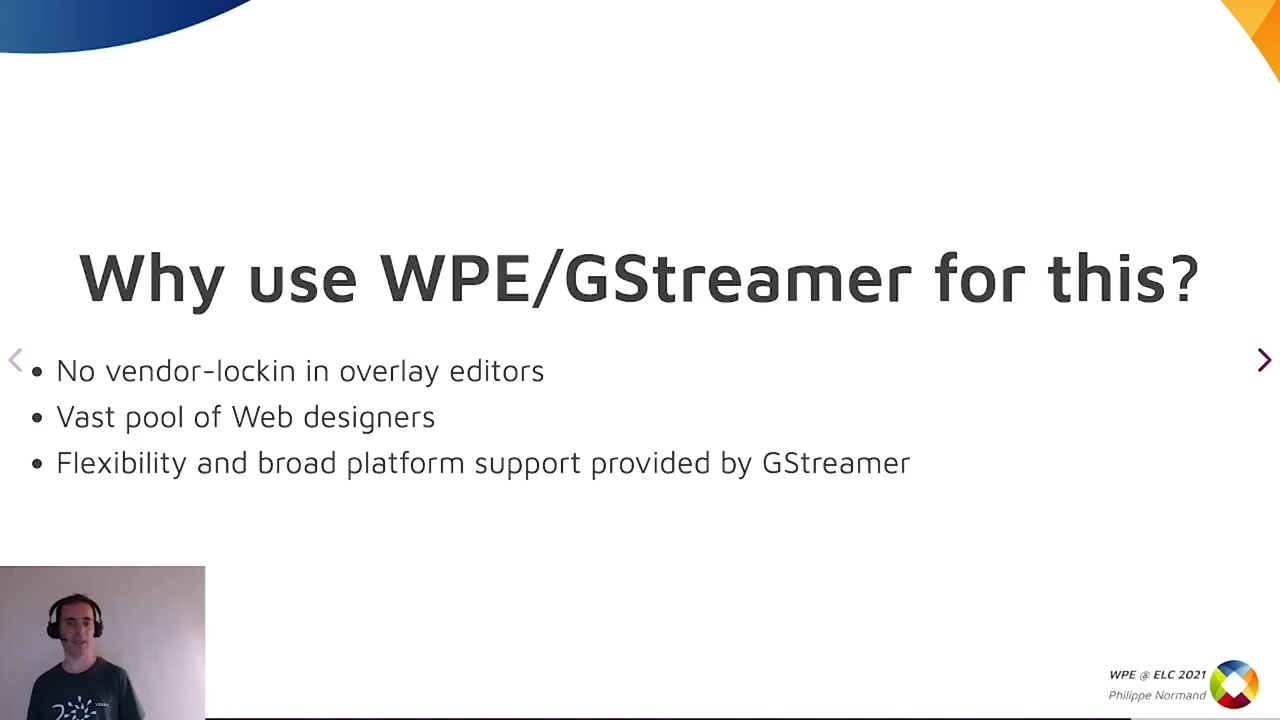 Why use WPE/GStreamer for this?
No vendor-lockin in overlay editors
Vast pool of Web designers
Flexibility and broad platform support provided by GStreamer
WPE @ ELC 2021
Philippe Normand